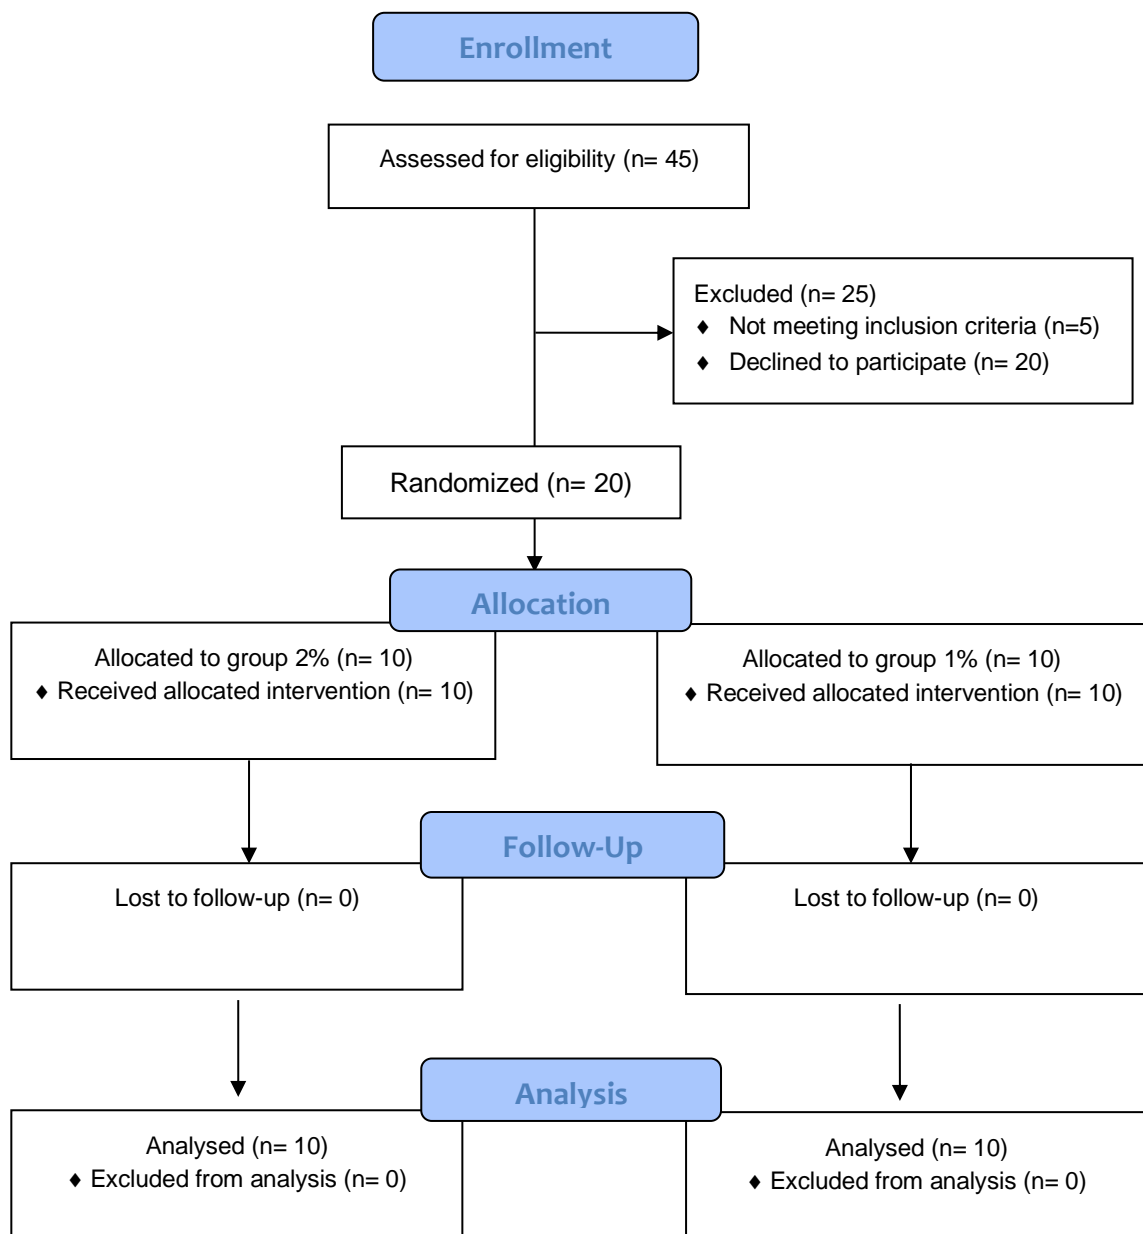 Enrollment
Assessed for eligibility (n= 45)
Excluded (n= 25)
♦ Not meeting inclusion criteria (n=5)
♦ Declined to participate (n= 20)
Randomized (n= 20)
Allocation
Allocated to group 2% (n= 10)
♦ Received allocated intervention (n= 10)
Allocated to group 1% (n= 10)
♦ Received allocated intervention (n= 10)
Follow-Up
Lost to follow-up (n= 0)
Lost to follow-up (n= 0)
Analysis
Analysed (n= 10)
♦ Excluded from analysis (n= 0)
Analysed (n= 10)
♦ Excluded from analysis (n= 0)